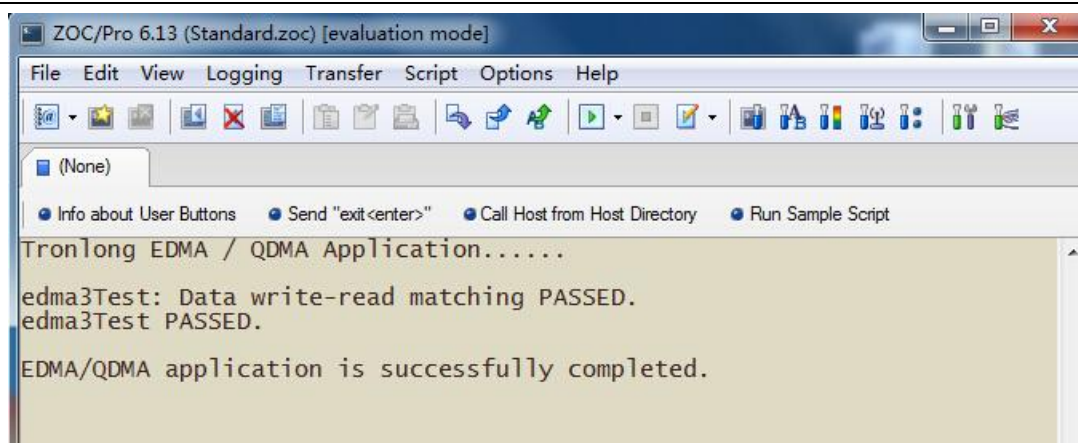 ZOC/Pro 6.13 (Standard.zoc) [evaluation mode]
File Edit View Logging Transfer Script Options Help
(None)
Info about User Buttons Send "exit<enter>" Call Host from Host Directory Run Sample Script
Tronlong EDMA / QDMA Application......
edma3Test: Data write-read matching PASSED.
edma3Test PASSED.
EDMA/QDMA application is successfully completed.